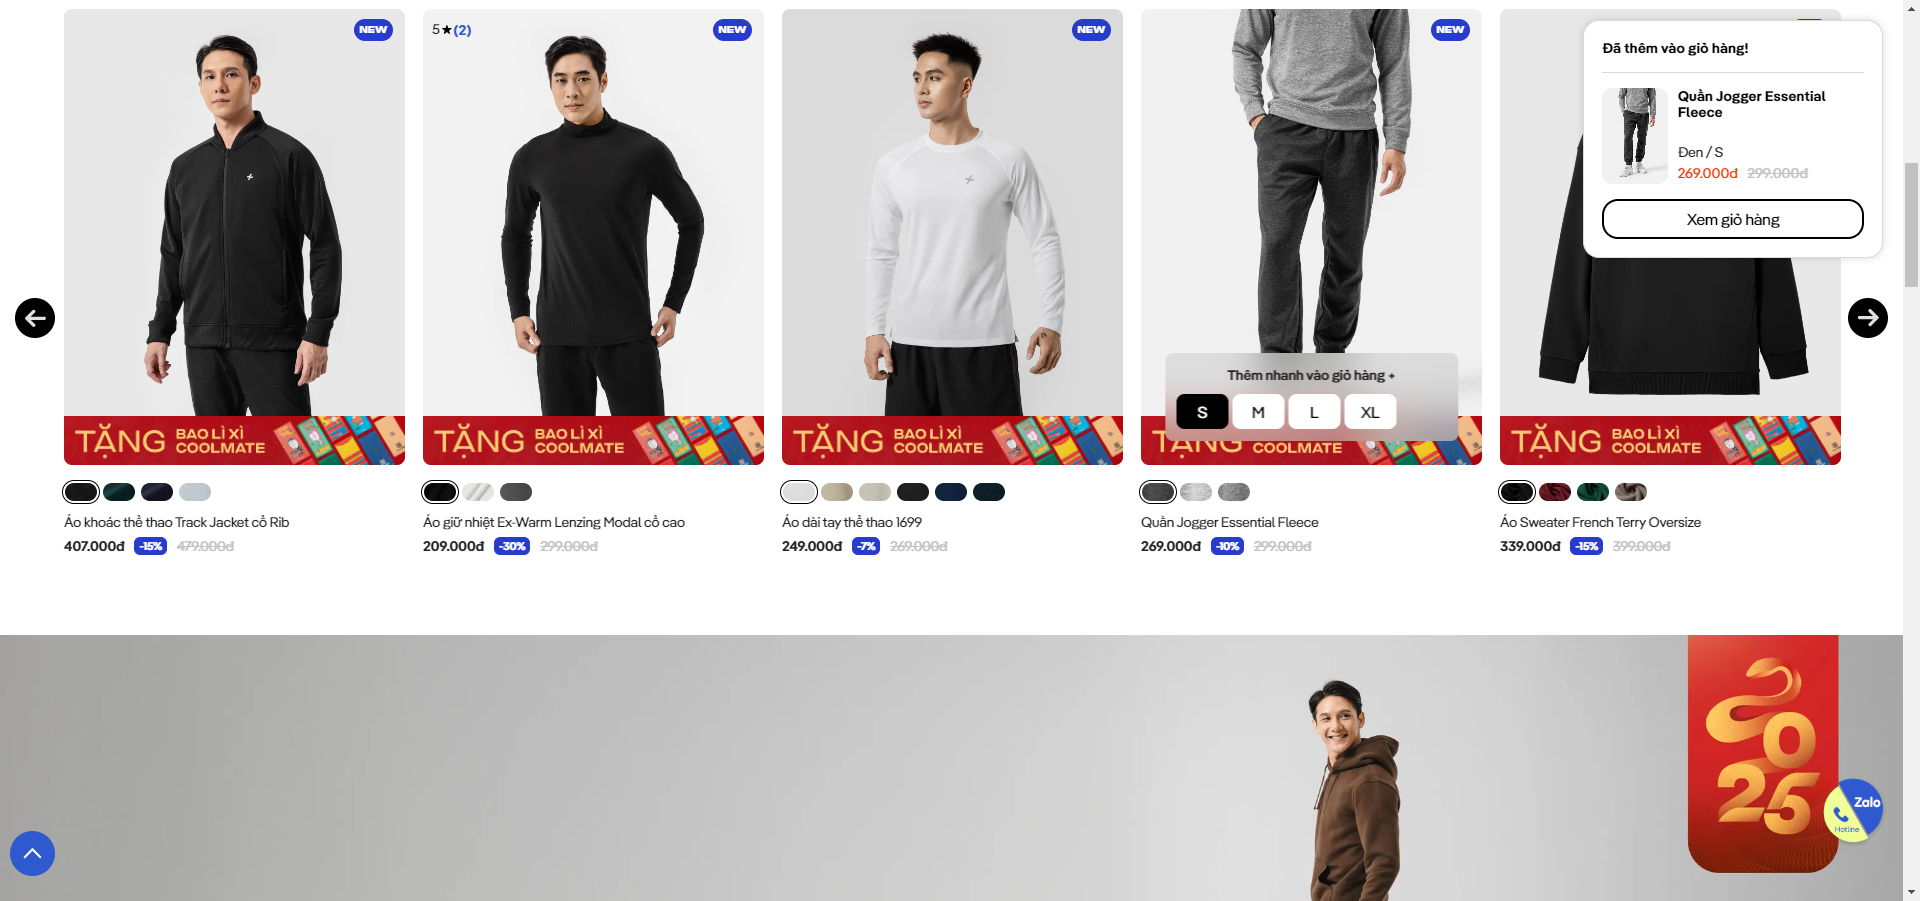 NEW
5★(2)
NEW
NEW
NEW
Đã thêm vào giỏ hàng!
Quần Jogger Essential
Fleece
Đen / S
269.000đ 299.000đ
Xem giỏ hàng
Thêm nhanh vào giỏ hàng +
S M L XL
TẶNG BAO LÌ XÌ
COOLMATE
TẶNG BAO LÌ XÌ
COOLMATE
TẶNG BAO LÌ XÌ
COOLMATE
TẶNG BAO LÌ XÌ
COOLMATE
TẶNG BAO LÌ XÌ
COOLMATE
Áo khoác thể thao Track Jacket cổ Rib
407.000đ -15% 479.000đ
Áo giữ nhiệt Ex-Warm Lenzing Modal cổ cao
209.000đ -30% 299.000đ
Áo dài tay thể thao 1699
249.000đ -7% 269.000đ
Quần Jogger Essential Fleece
269.000đ -10% 299.000đ
Áo Sweater French Terry Oversize
339.000đ -15% 399.000đ
2025
Zalo
Hotline